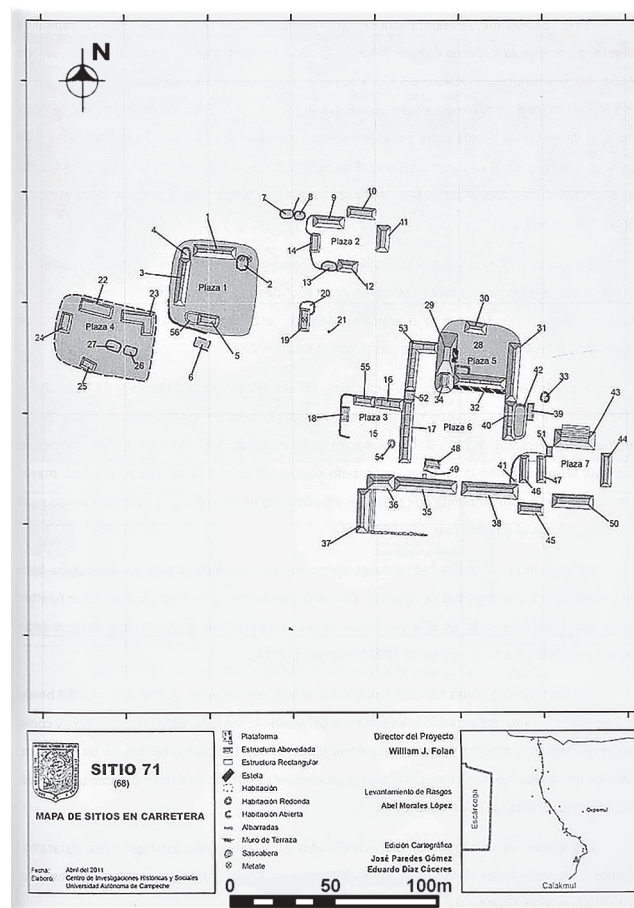 N
7
8
9
10
11
1
4
14
Plaza 2
3
2
13
12
22
23
Plaza 1
20
30
31
29
24
Plaza 4
56
5
19
21
53
28
Plaza 5
27
26
6
25
34
32
42
33
55
16
52
39
43
18
Plaza 3
17
Plaza 6
40
15
54
48
51
44
49
41
Plaza 7
46
47
36
35
38
50
37
45
SITIO 71
(68)
MAPA DE SITIOS EN CARRETERA
Fecha: Abril del 2011
Elaboró: Centro de Investigaciones Históricas y Sociales
Universidad Autónoma de Campeche
Plataforma
Estructura Abovedada
Estructura Rectangular
Estela
Habitación
Habitación Redonda
Habitación Abierta
Albarradas
Muro de Terraza
Sascabera
Metate
Director del Proyecto
William J. Folan
Levantamiento de Rasgos
Abel Morales López
Edición Cartográfica
José Paredes Gómez
Eduardo Díaz Cáceres
0 50 100m
Escárcega
Oxpemul
Calakmul